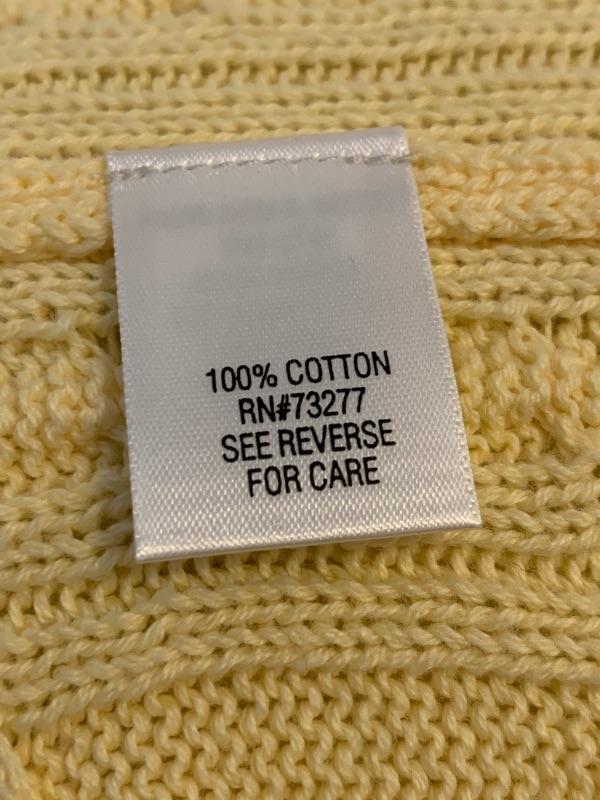 100% COTTON
RN#73277
SEE REVERSE
FOR CARE